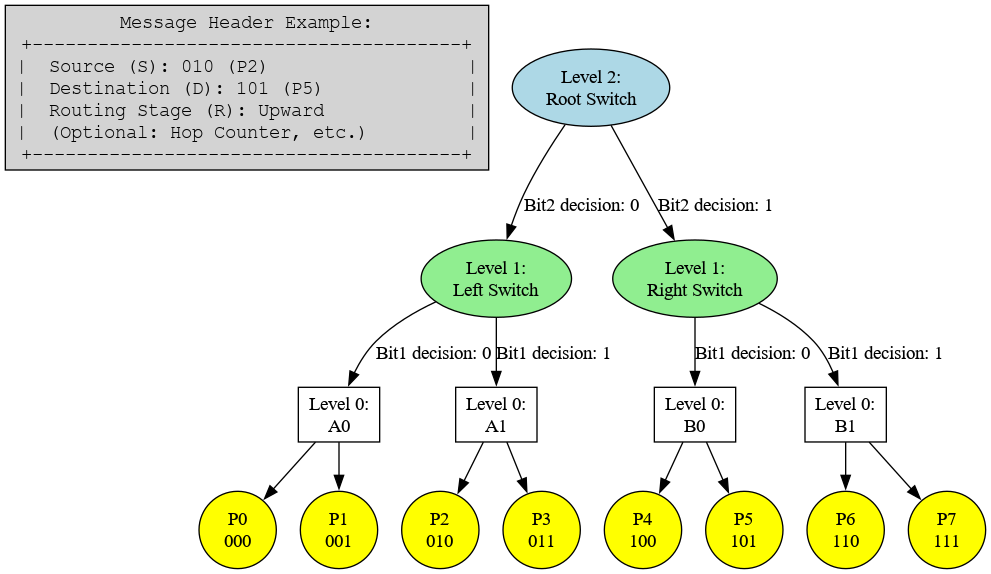 Message Header Example:
+---------------------------------------+
|  Source (S): 010 (P2)                 |
|  Destination (D): 101 (P5)            |
|  Routing Stage (R): Upward            |
|  (Optional: Hop Counter, etc.)        |
+---------------------------------------+
Level 2:
Root Switch
Bit2 decision: 0
Bit2 decision: 1
Level 1:
Left Switch
Level 1:
Right Switch
Bit1 decision: 0
Bit1 decision: 1
Bit1 decision: 0
Bit1 decision: 1
Level 0:
A0
Level 0:
A1
Level 0:
B0
Level 0:
B1
P0
000
P1
001
P2
010
P3
011
P4
100
P5
101
P6
110
P7
111